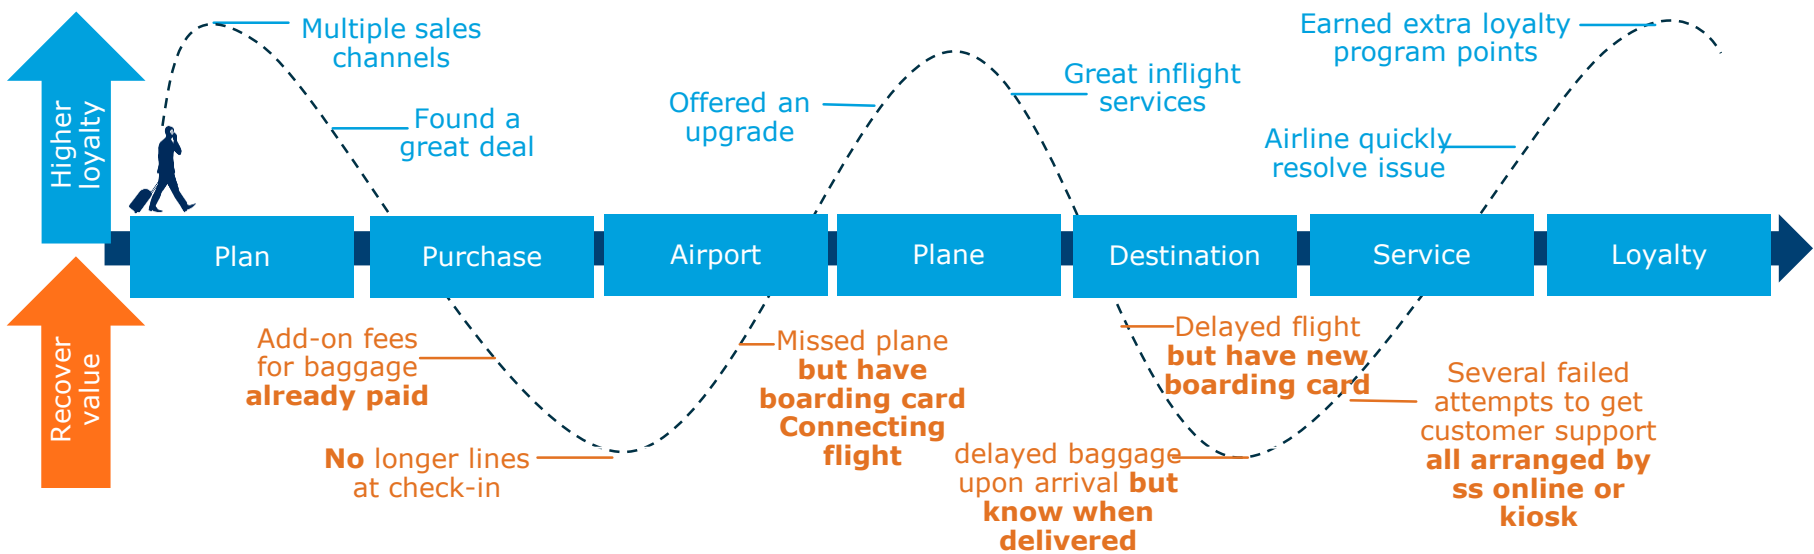 Higher
loyalty
Multiple sales
channels
Found a
great deal
Offered an
upgrade
Great inflight
services
Earned extra loyalty
program points
Airline quickly
resolve issue
Plan
Purchase
Airport
Plane
Destination
Service
Loyalty
Recover
value
Add-on fees
for baggage
already paid
No longer lines
at check-in
Missed plane
but have
boarding card
Connecting
flight
Delayed flight
but have new
boarding card
delayed baggage
upon arrival but
know when
delivered
Several failed
attempts to get
customer support
all arranged by
ss online or
kiosk